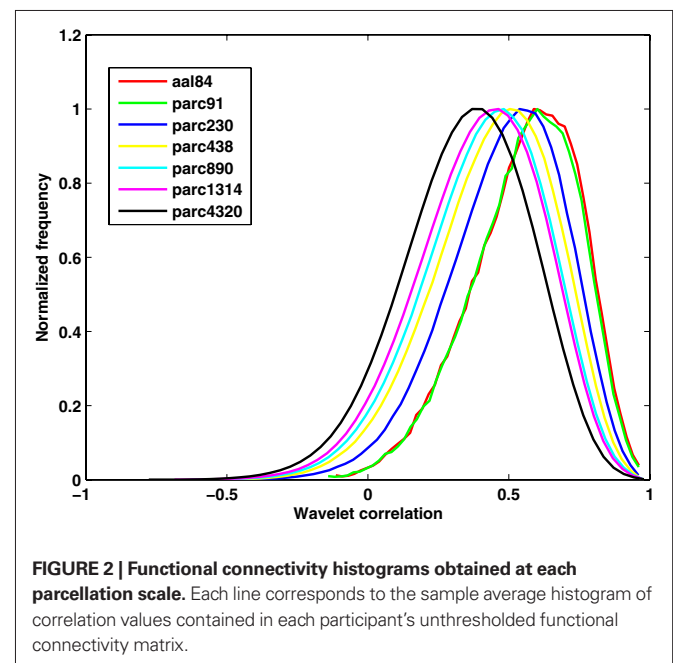 1.2
1
0.8
0.6
0.4
0.2
0
−1
−0.5
0
0.5
1
Normalized frequency
Wavelet correlation
aal84
parc91
parc230
parc438
parc890
parc1314
parc4320
FIGURE 2 | Functional connectivity histograms obtained at each
parcellation scale. Each line corresponds to the sample average histogram of
correlation values contained in each participant's unthresholded functional
connectivity matrix.